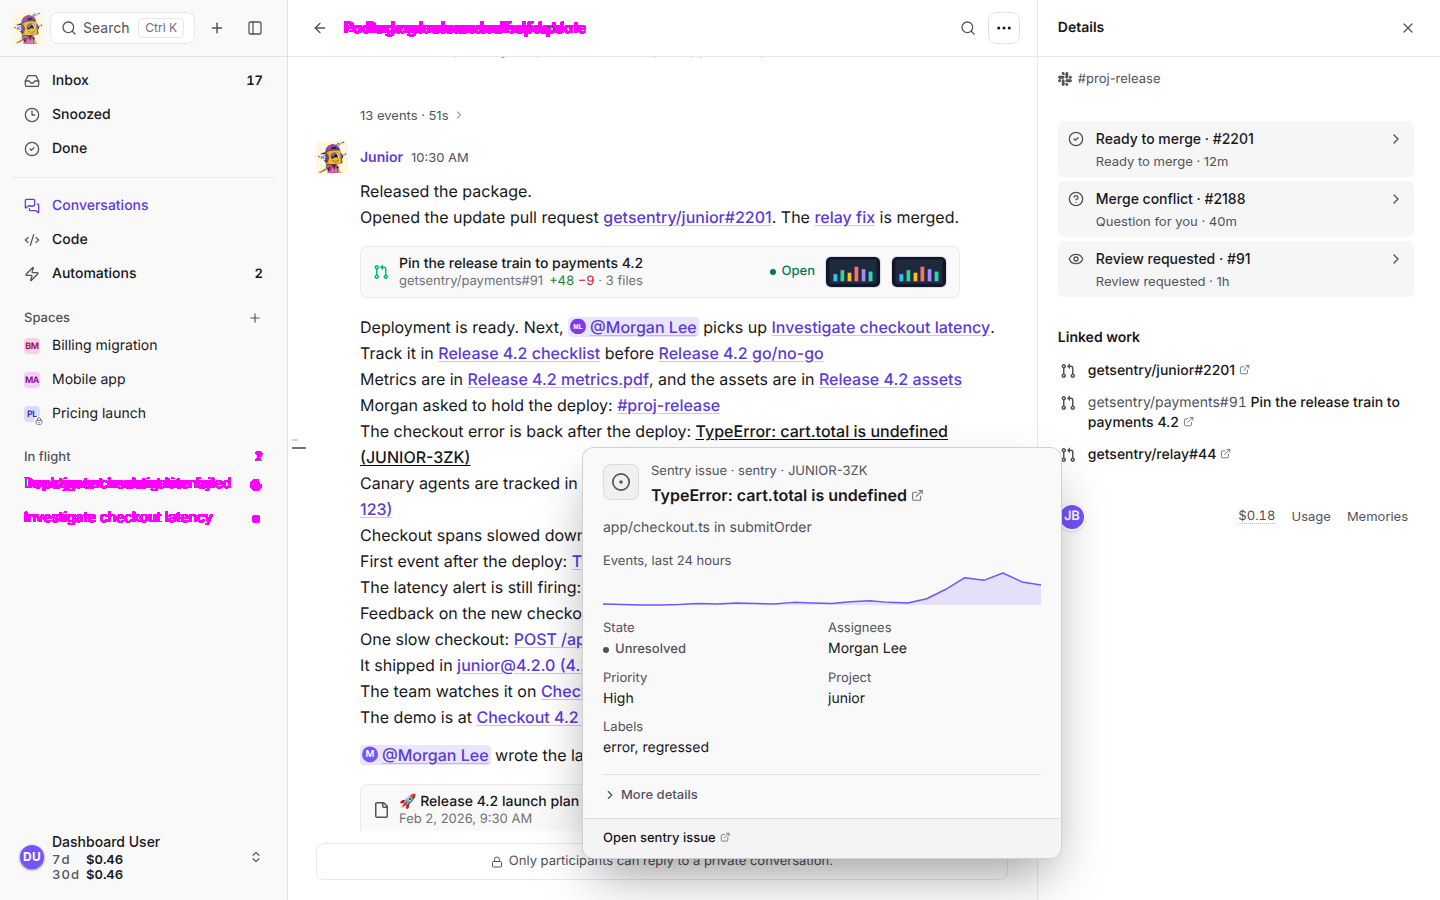 Search Ctrl K
Inbox 17
Snoozed
Done
Conversations
Code
Automations 2
Spaces
BM Billing migration
MA Mobile app
PL Pricing launch
In flight
Investigate checkout latency
DU Dashboard User
7d $0.46
30d $0.46
13 events · 51s
Junior 10:30 AM
Released the package.
Opened the update pull request getsentry/junior#2201. The relay fix is merged.
Pin the release train to payments 4.2
getsentry/payments#91 +48 −9 · 3 files
Open
Deployment is ready. Next, ML @Morgan Lee picks up Investigate checkout latency.
Track it in Release 4.2 checklist before Release 4.2 go/no-go
Metrics are in Release 4.2 metrics.pdf, and the assets are in Release 4.2 assets
Morgan asked to hold the deploy: #proj-release
The checkout error is back after the deploy: TypeError: cart.total is undefined
(JUNIOR-3ZK)
Canary agents are tracked in
123)
Checkout spans slowed down
First event after the deploy: T
The latency alert is still firing:
Feedback on the new checko
One slow checkout: POST /ap
It shipped in junior@4.2.0 (4.
The team watches it on Chec
The demo is at Checkout 4.2
M @Morgan Lee wrote the la
🚀 Release 4.2 launch plan
Feb 2, 2026, 9:30 AM
Only participants can reply to a private conversation.
Sentry issue · sentry · JUNIOR-3ZK
TypeError: cart.total is undefined
app/checkout.ts in submitOrder
Events, last 24 hours
State Assignees
Unresolved Morgan Lee
Priority Project
High junior
Labels
error, regressed
More details
Open sentry issue
Details
#proj-release
Ready to merge · #2201
Ready to merge · 12m
Merge conflict · #2188
Question for you · 40m
Review requested · #91
Review requested · 1h
Linked work
getsentry/junior#2201
getsentry/payments#91 Pin the release train to
payments 4.2
getsentry/relay#44
JB $0.18 Usage Memories